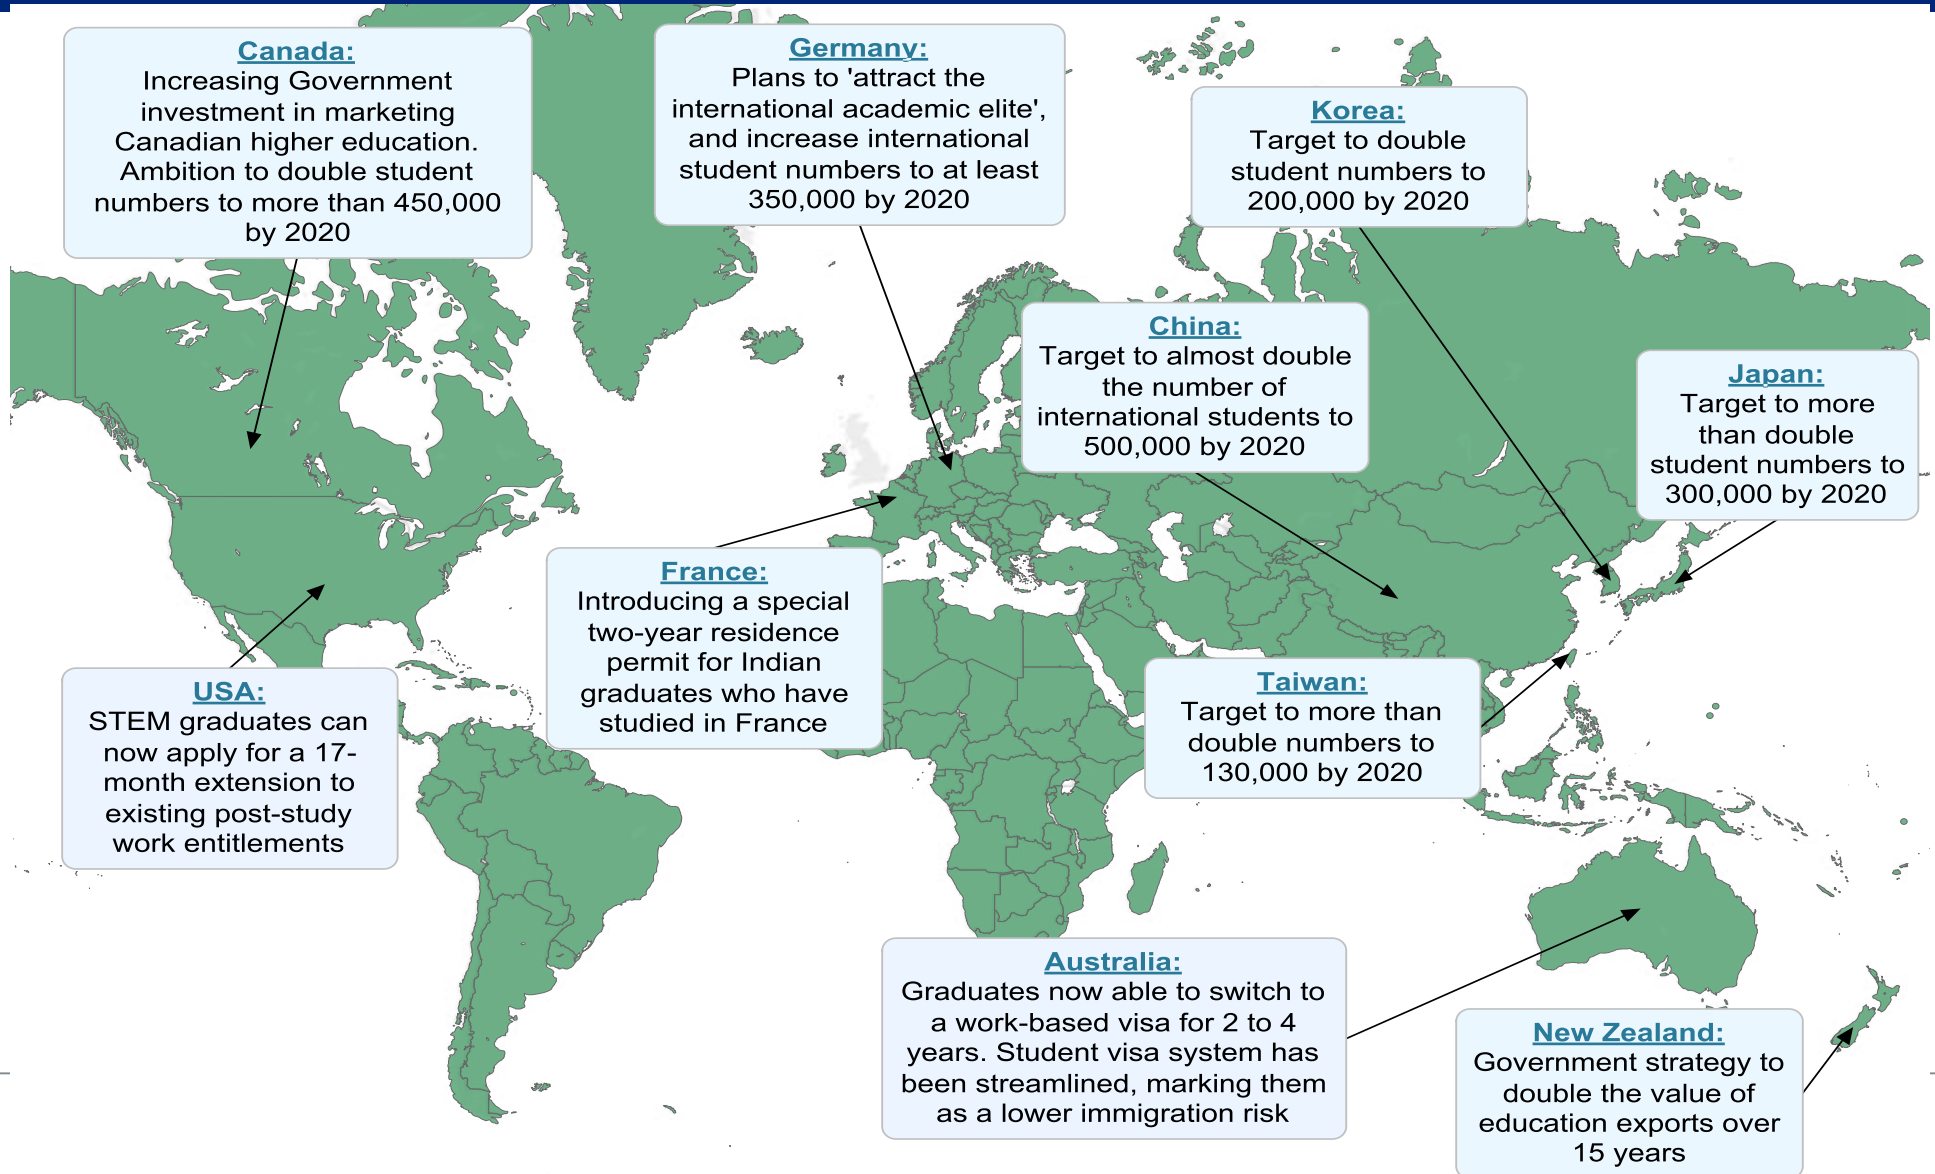 Canada:
Increasing Government
investment in marketing
Canadian higher education.
Ambition to double student
numbers to more than 450,000
by 2020
Germany:
Plans to 'attract the
international academic elite',
and increase international
student numbers to at least
350,000 by 2020
Korea:
Target to double
student numbers to
200,000 by 2020
China:
Target to almost double
the number of
international students to
500,000 by 2020
Japan:
Target to more
than double
student numbers to
300,000 by 2020
France:
Introducing a special
two-year residence
permit for Indian
graduates who have
studied in France
USA:
STEM graduates can
now apply for a 17-
month extension to
existing post-study
work entitlements
Taiwan:
Target to more than
double numbers to
130,000 by 2020
Australia:
Graduates now able to switch to
a work-based visa for 2 to 4
years. Student visa system has
been streamlined, marking them
as a lower immigration risk
New Zealand:
Government strategy to
double the value of
education exports over
15 years